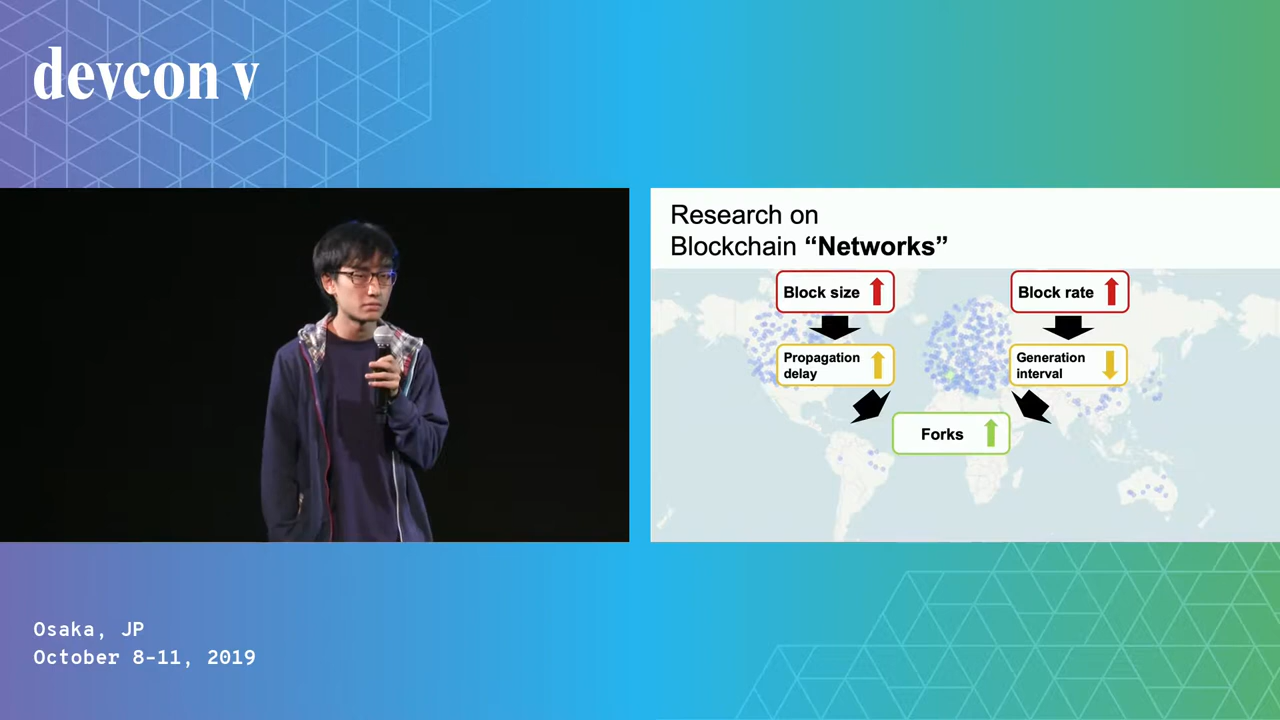 devcon v
Research on
Blockchain “Networks”
Block size
Block rate
Propagation
delay
Generation
interval
Forks
Osaka, JP
October 8-11, 2019